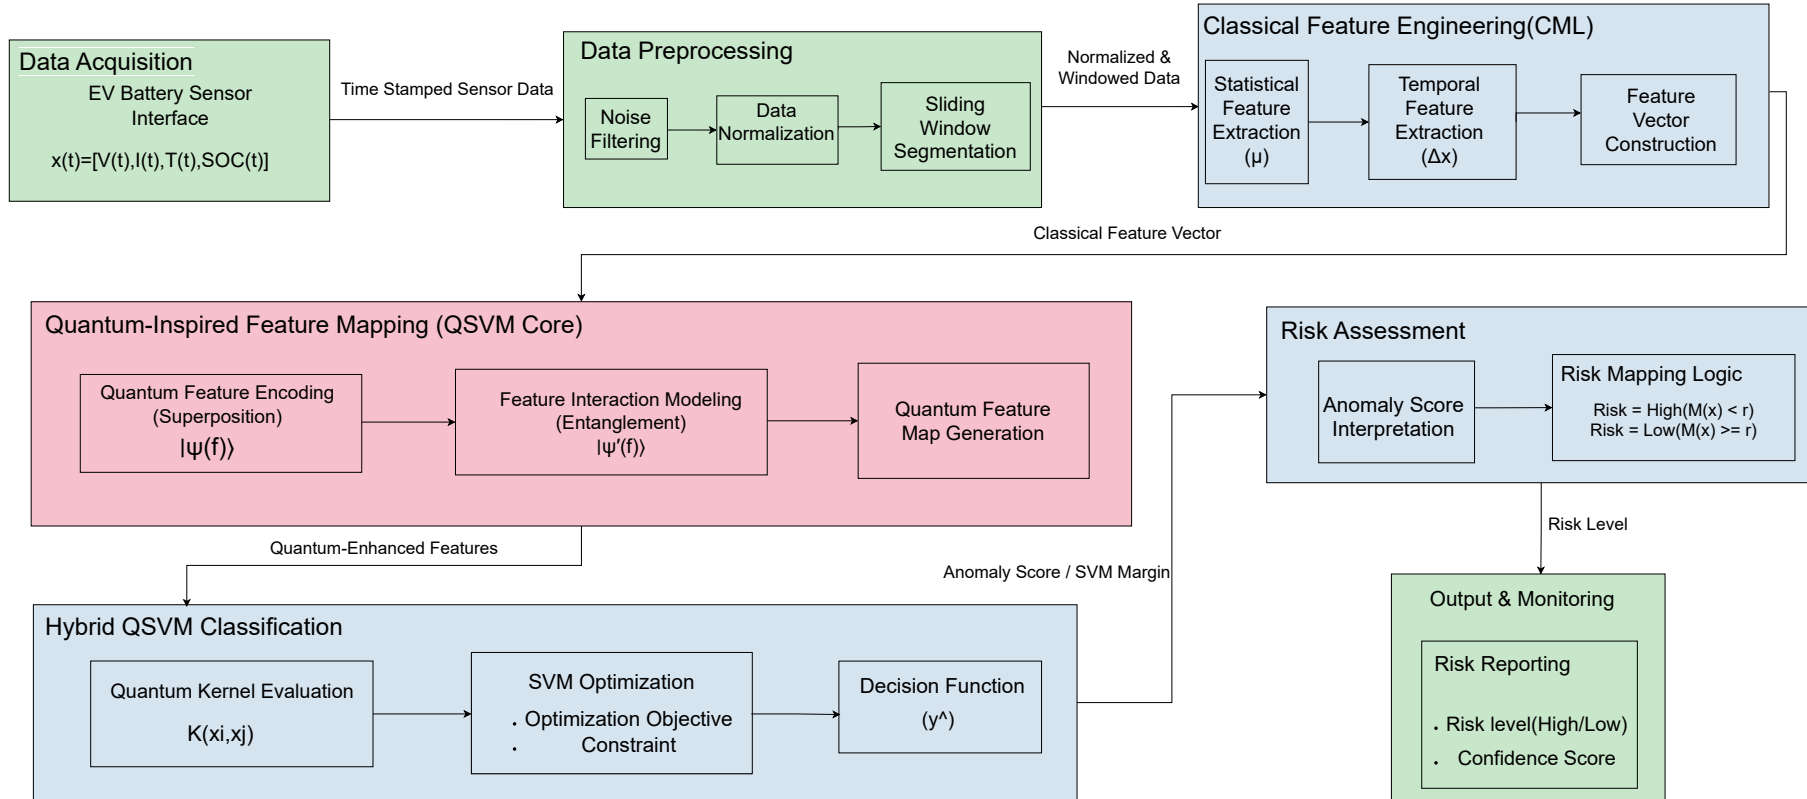 Data Acquisition
EV Battery Sensor
Interface
x(t)=[V(t),I(t),T(t),SOC(t)]
Time Stamped Sensor Data
Data Preprocessing
Noise
Filtering
Data
Normalization
Sliding
Window
Segmentation
Normalized &
Windowed Data
Classical Feature Engineering(CML)
Statistical
Feature
Extraction
(μ)
Temporal
Feature
Extraction
(Δx)
Feature
Vector
Construction
Classical Feature Vector
Quantum-Inspired Feature Mapping (QSVM Core)
Quantum Feature Encoding
(Superposition)
|ψ(f)⟩
Feature Interaction Modeling
(Entanglement)
|ψ′(f)⟩
Quantum Feature
Map Generation
Quantum-Enhanced Features
Hybrid QSVM Classification
Quantum Kernel Evaluation
K(xi,xj)
SVM Optimization
. Optimization Objective
. Constraint
Decision Function
(y^)
Anomaly Score / SVM Margin
Risk Assessment
Anomaly Score
Interpretation
Risk Mapping Logic
Risk = High(M(x) < r)
Risk = Low(M(x) >= r)
Risk Level
Output & Monitoring
Risk Reporting
. Risk level(High/Low)
. Confidence Score